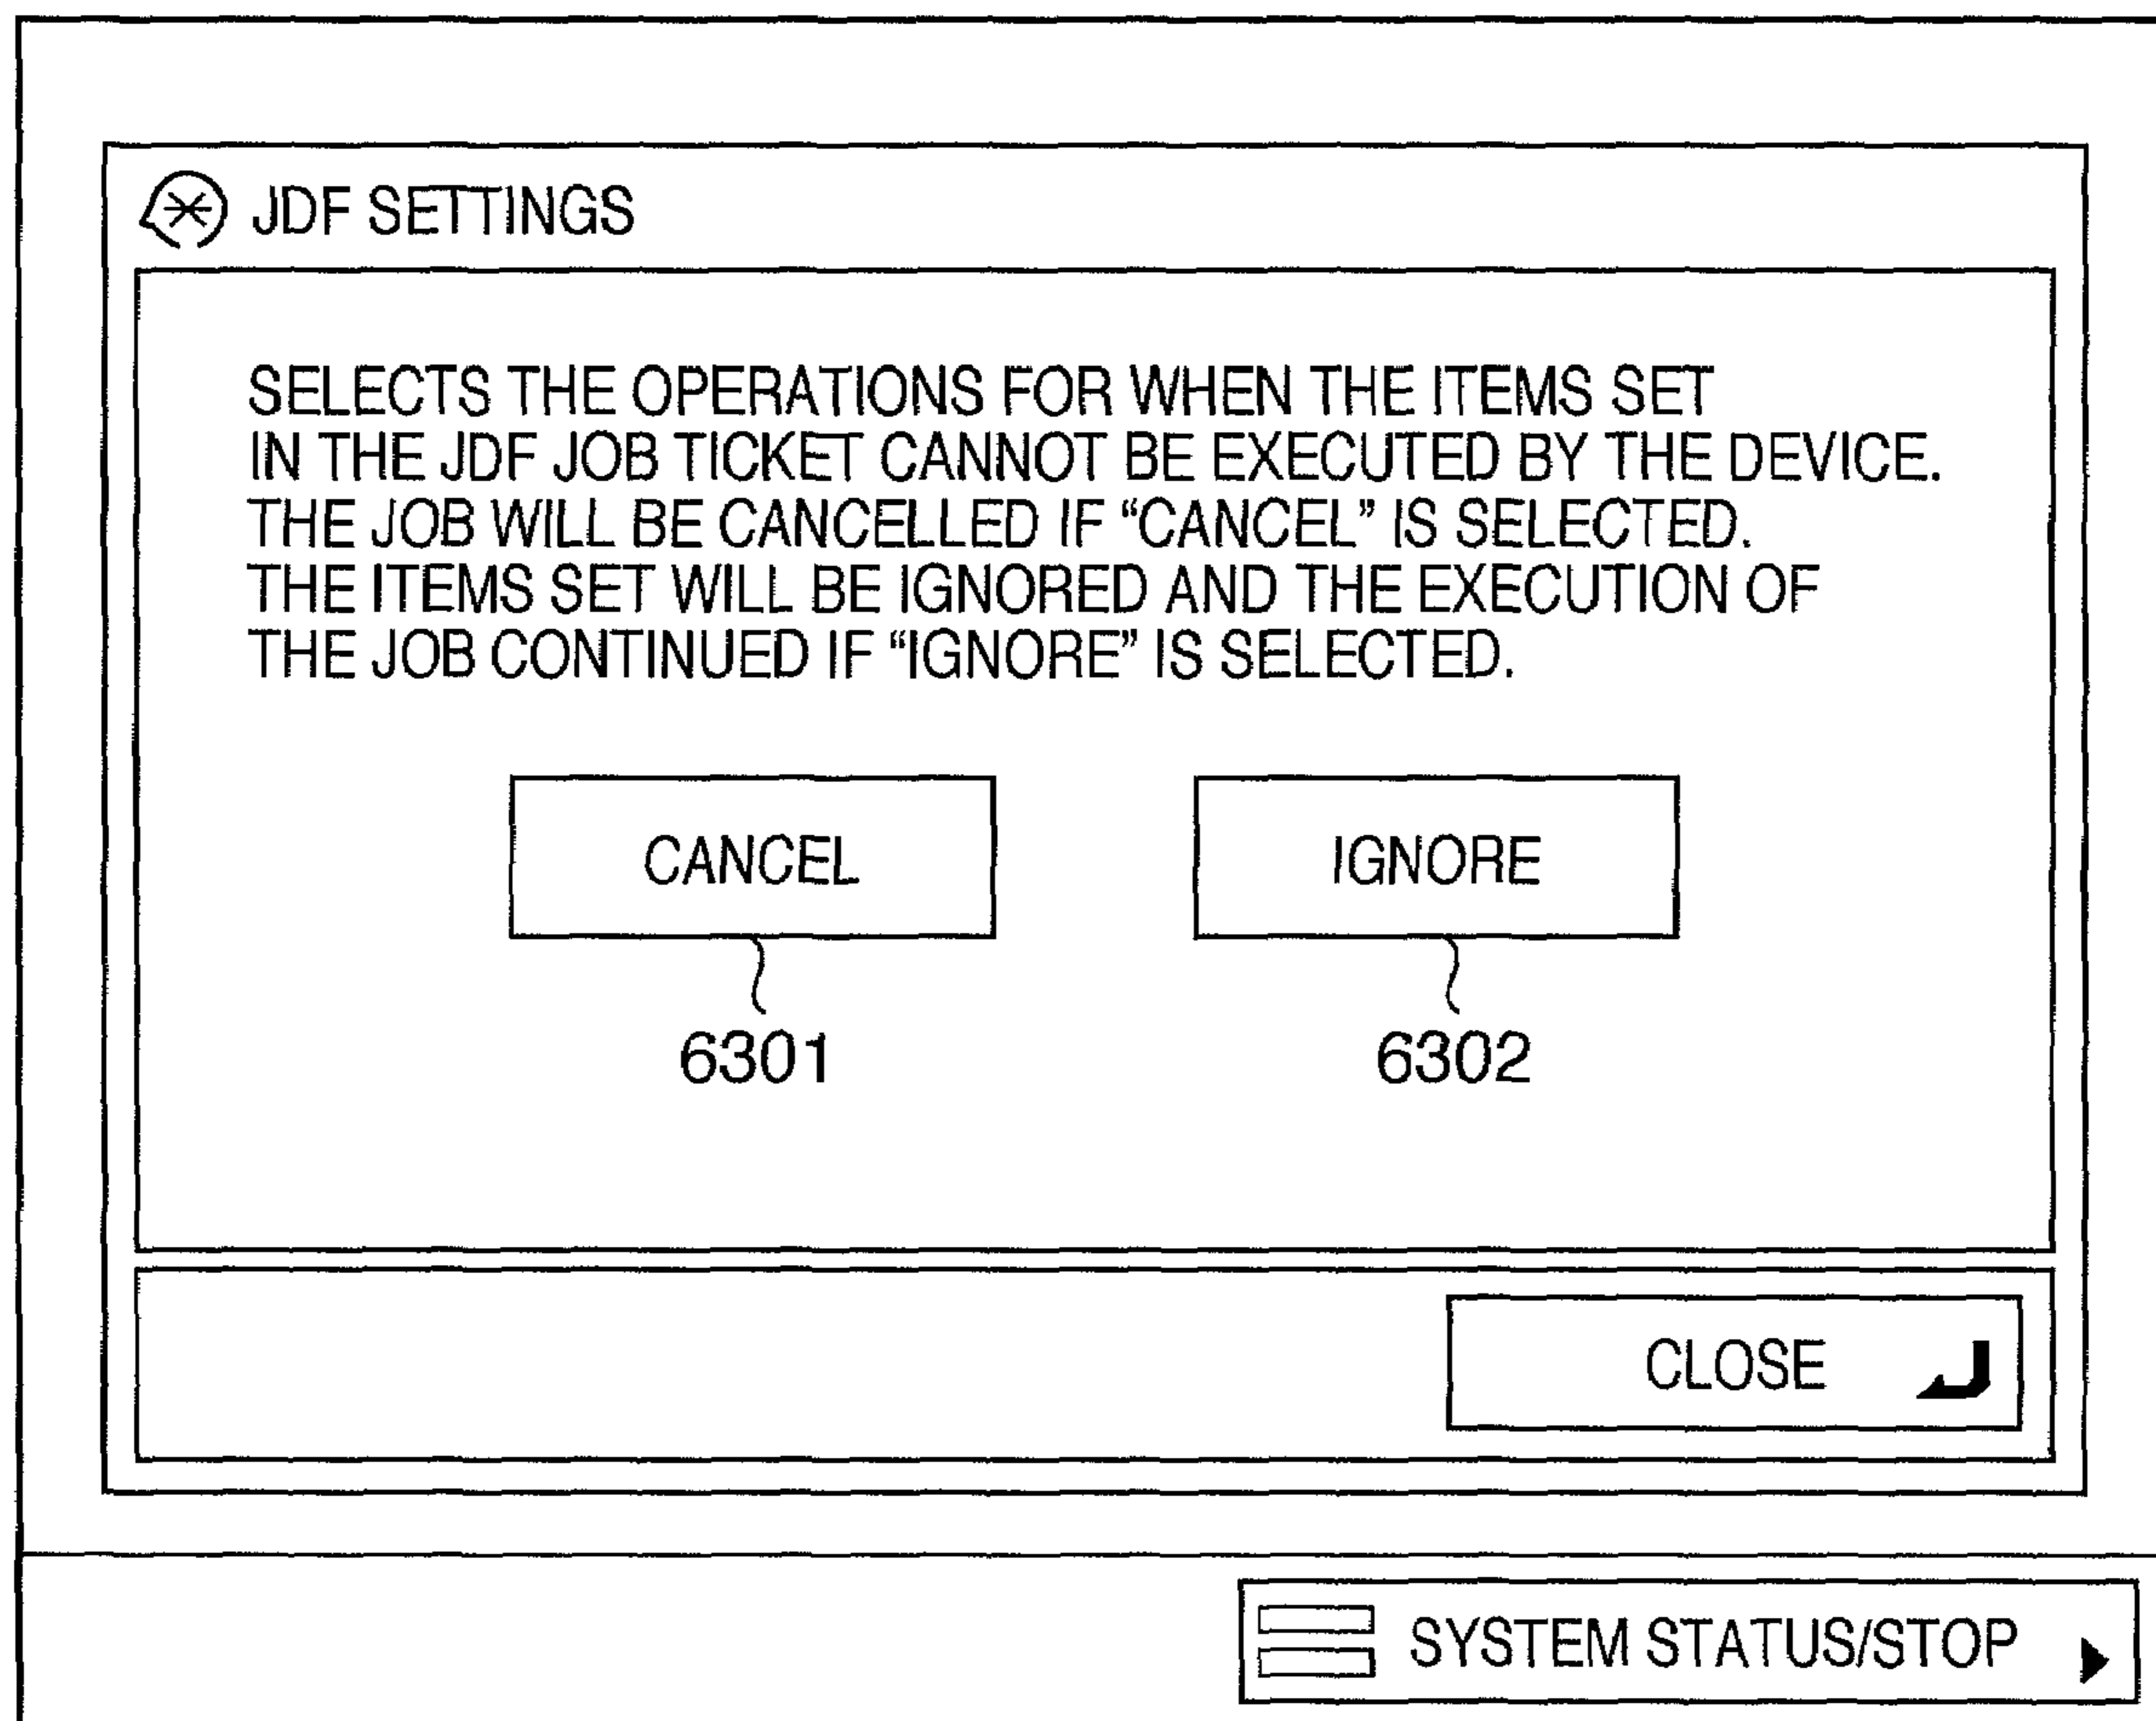 JDF SETTINGS
SELECTS THE OPERATIONS FOR WHEN THE ITEMS SET
IN THE JDF JOB TICKET CANNOT BE EXECUTED BY THE DEVICE.
THE JOB WILL BE CANCELLED IF “CANCEL” IS SELECTED.
THE ITEMS SET WILL BE IGNORED AND THE EXECUTION OF
THE JOB CONTINUED IF “IGNORE” IS SELECTED.
CANCEL IGNORE
6301 6302
CLOSE
SYSTEM STATUS/STOP